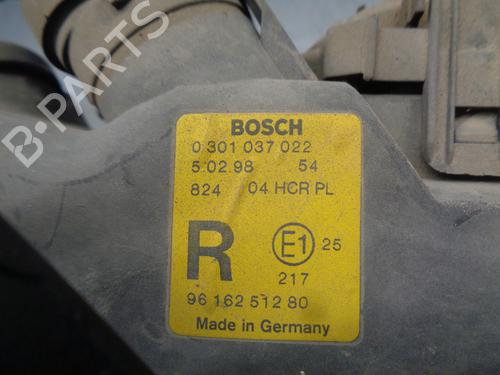 B-PARTS
BOSCH
0 301 037 022
5.02.98 54
824 04 HCR PL
R E1 25
217
96 162 512 80
Made in Germany